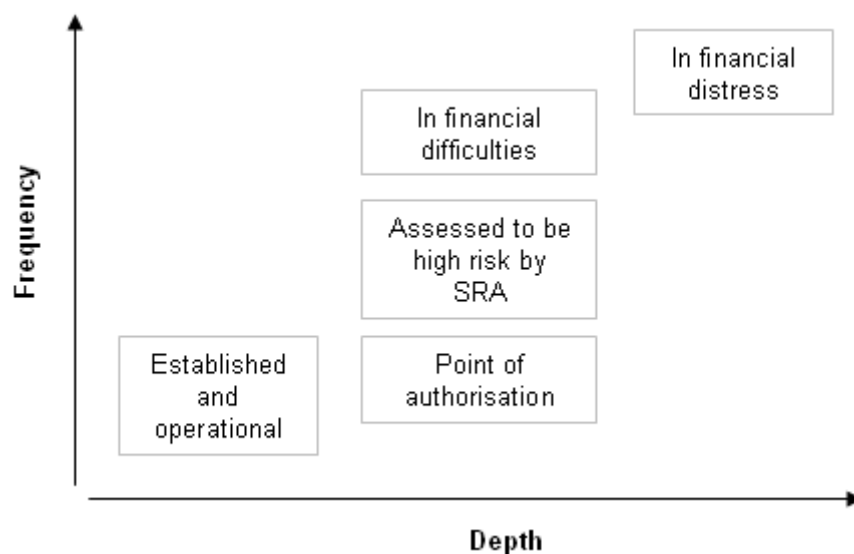 In financial
distress
In financial
difficulties
Assessed to be
high risk by
SRA
Established
and
operational
Point of
authorisation
Frequency
Depth